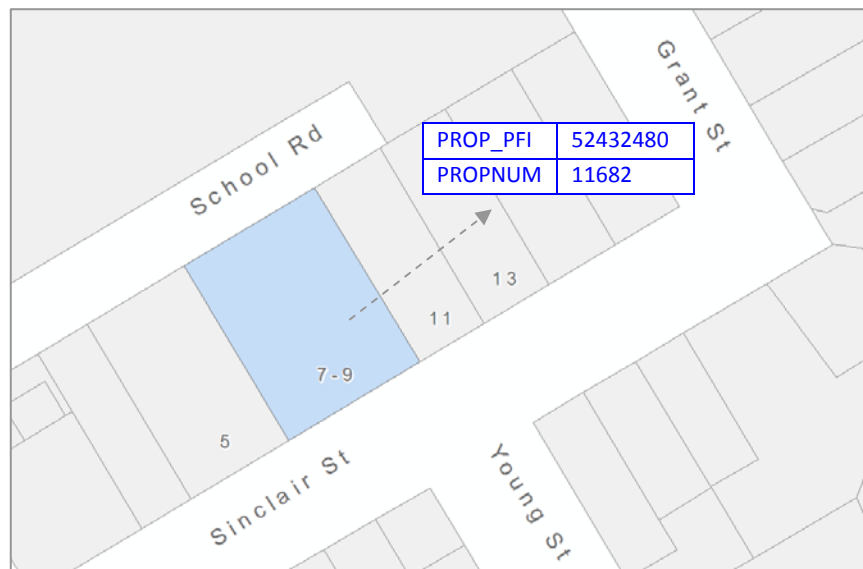 Grant St
School Rd
PROP_PFI 52432480
PROPNUM 11682
13
11
7-9
5
Sinclair St
Young St